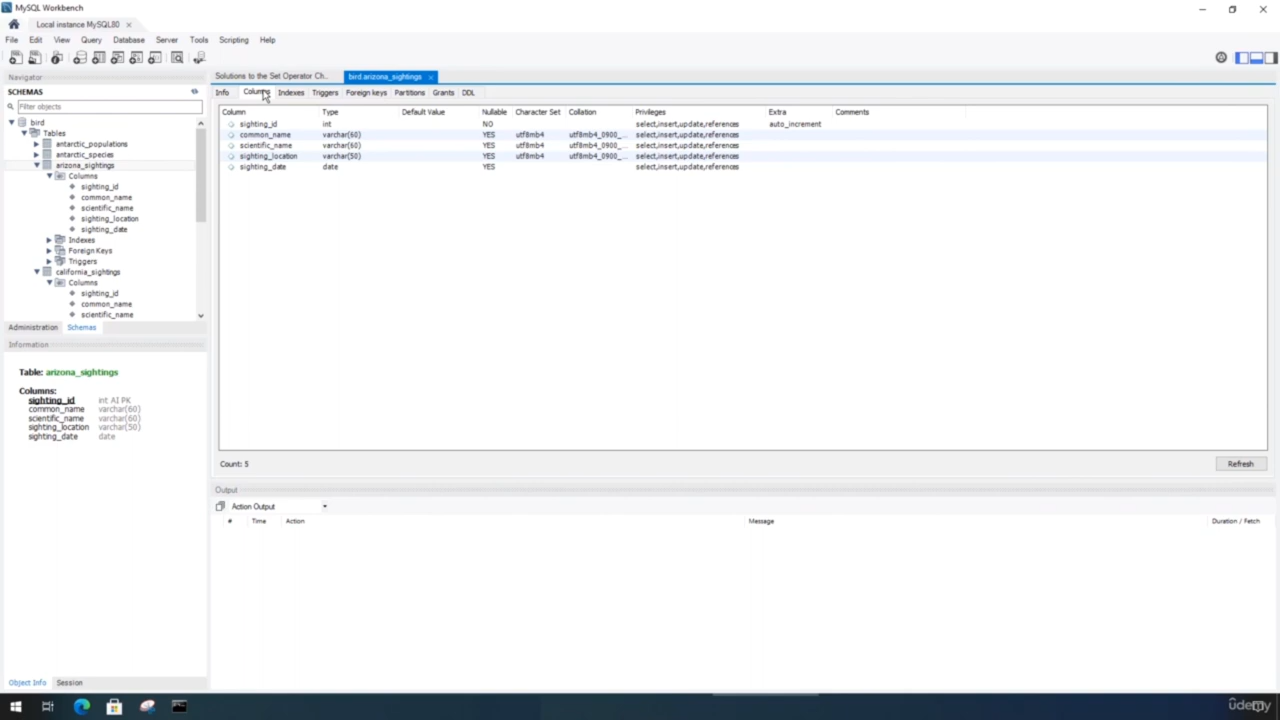 MySQL Workbench
Local instance MySQL80
File Edit View Query Database Server Tools Scripting Help
Navigator
SCHEMAS
Filter objects
bird
Tables
antarctic_populations
antarctic_species
arizona_sightings
Columns
sighting_id
common_name
scientific_name
sighting_location
sighting_date
Indexes
Foreign Keys
Triggers
california_sightings
Columns
sighting_id
common_name
scientific_name
Administration Schemas
Information
Table: arizona_sightings
Columns:
sighting_id int AI PK
common_name varchar(60)
scientific_name varchar(60)
sighting_location varchar(50)
sighting_date date
Object Info Session
Solutions to the Set Operator Ch... bird.arizona_sightings
Info Columns Indexes Triggers Foreign keys Partitions Grants DDL
Column Type Default Value Nullable Character Set Collation Privileges Extra Comments
sighting_id int NO select,insert,update,references auto_increment
common_name varchar(60) YES utf8mb4 utf8mb4_0900_... select,insert,update,references
scientific_name varchar(60) YES utf8mb4 utf8mb4_0900_... select,insert,update,references
sighting_location varchar(50) YES utf8mb4 utf8mb4_0900_... select,insert,update,references
sighting_date date YES select,insert,update,references
Count: 5
Refresh
Output
Action Output
# Time Action Message Duration / Fetch
ûdemy